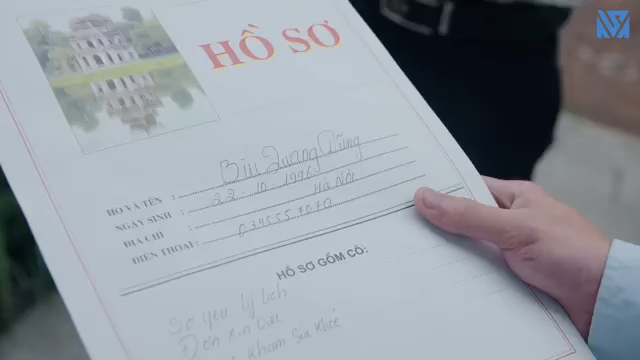 HỒ SƠ
HỌ VÀ TÊN : Bùi Quang Dũng
NGÀY SINH : 22 - 10 - 1996
ĐỊA CHỈ : Hà Nội
ĐIỆN THOẠI :
HỒ SƠ GỒM CÓ:
Sơ yếu lý lịch
Đơn xin việc
khám sức khỏe